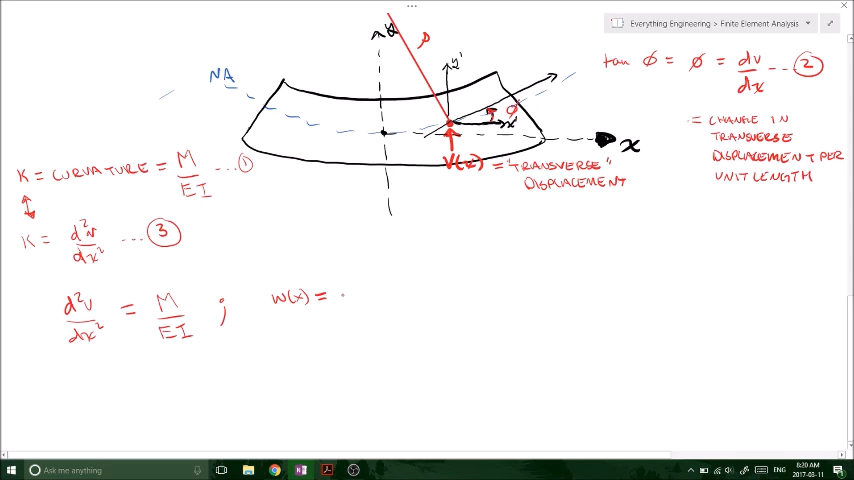 Everything Engineering > Finite Element Analysis
y
ρ
NA
y'
φ
x'
x
tan φ = φ = dv/dx ... ②
= CHANGE IN
TRANSVERSE
DISPLACEMENT PER
UNIT LENGTH
V(x) = "TRANSVERSE"
DISPLACEMENT
K = CURVATURE = M/EI ... ①
K = d²v/dx² ... ③
d²v/dx² = M/EI ; W(x) =
Ask me anything
ENG
8:20 AM
2017-03-11